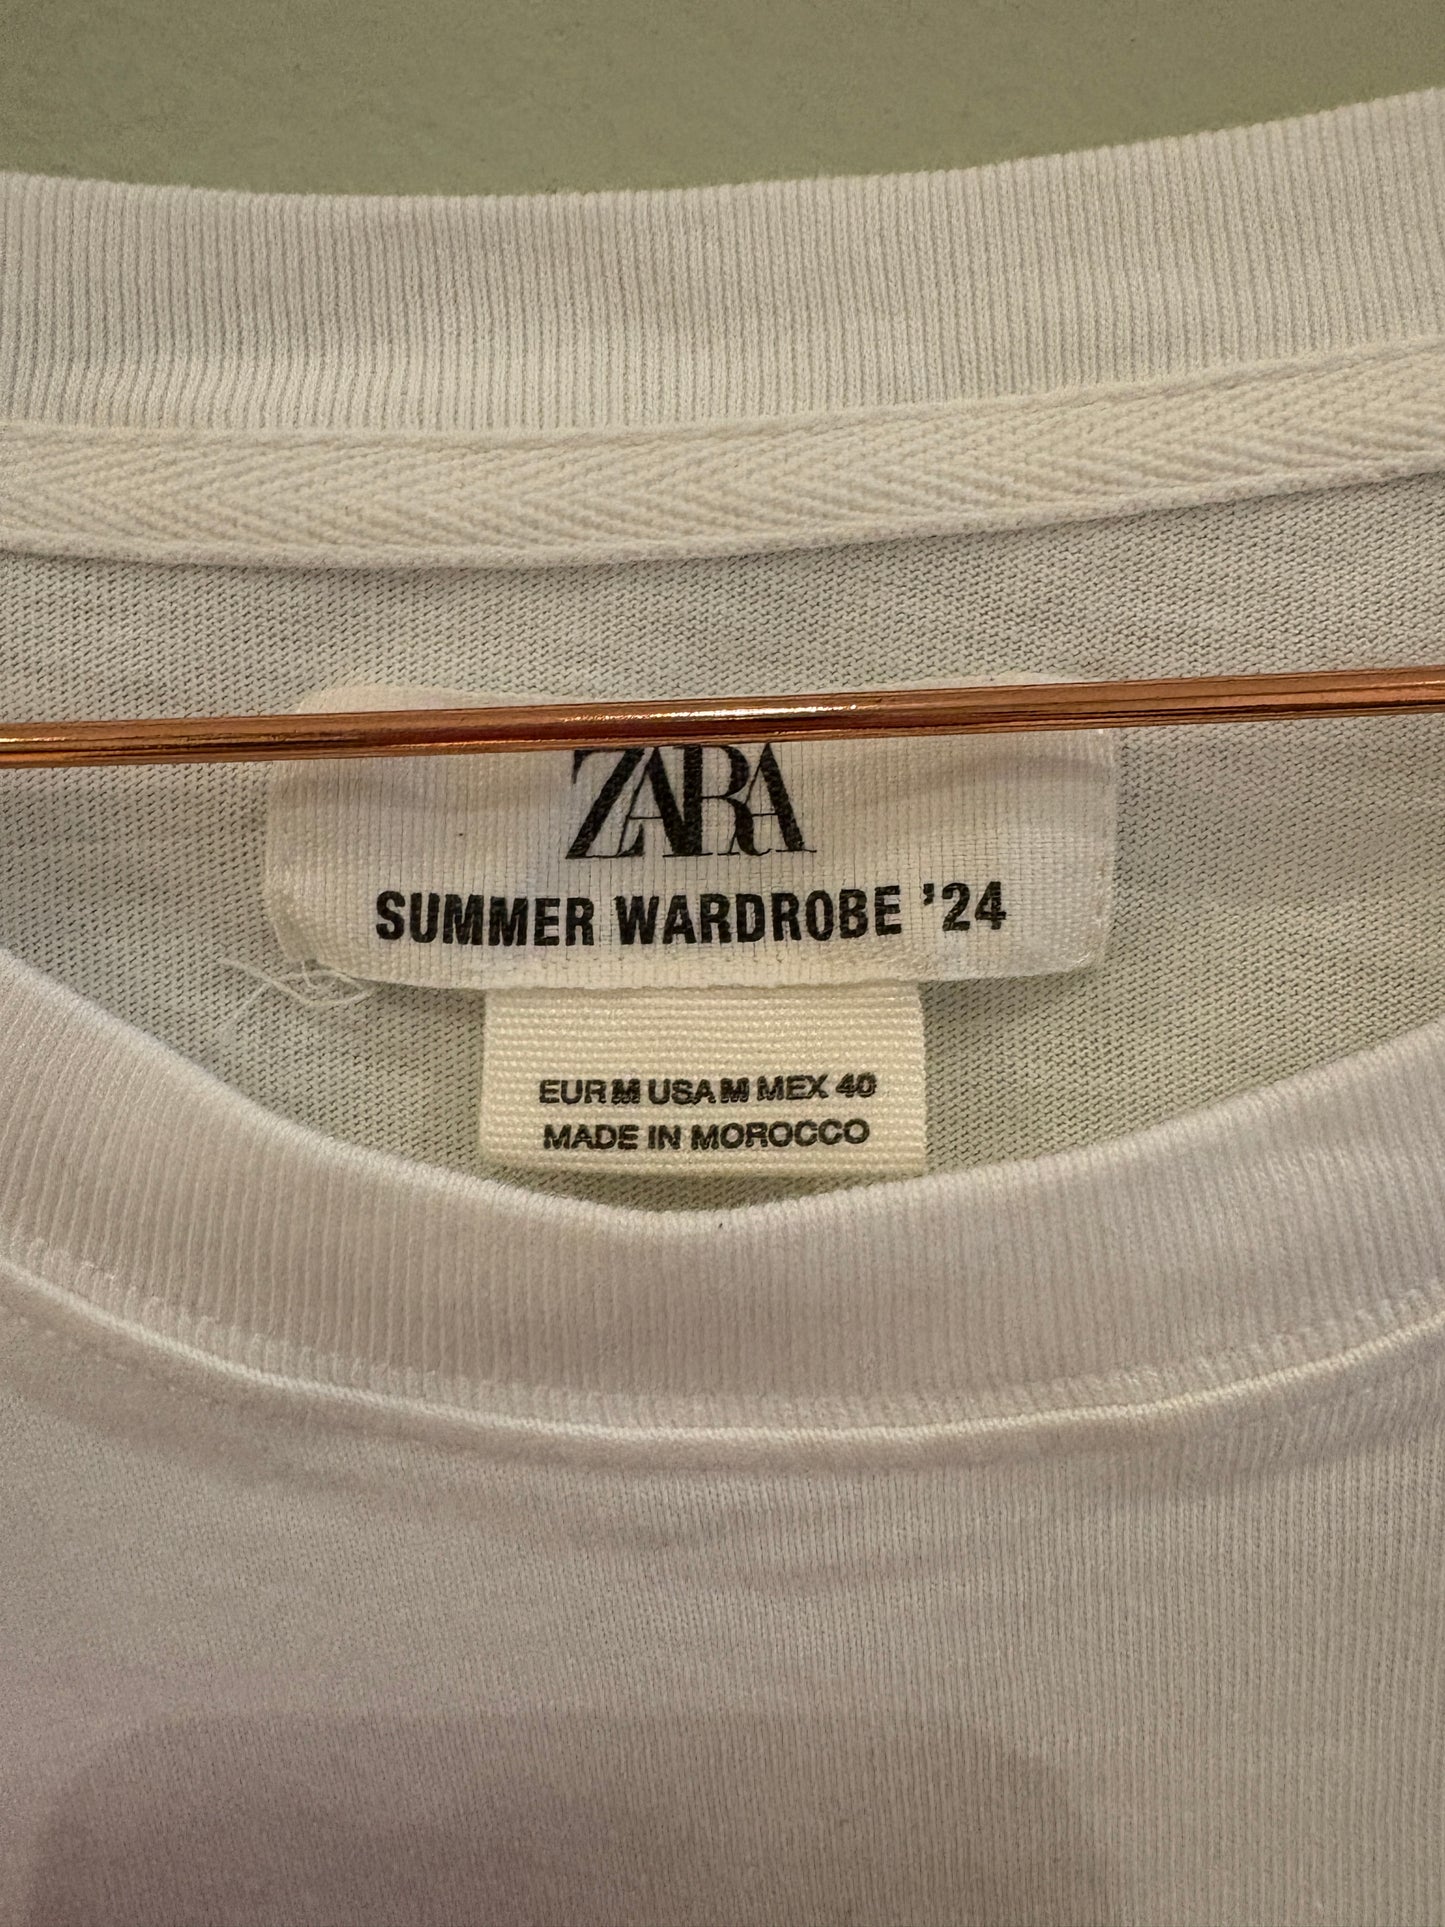 ZARA
SUMMER WARDROBE ’24
EUR M USA M MEX 40
MADE IN MOROCCO